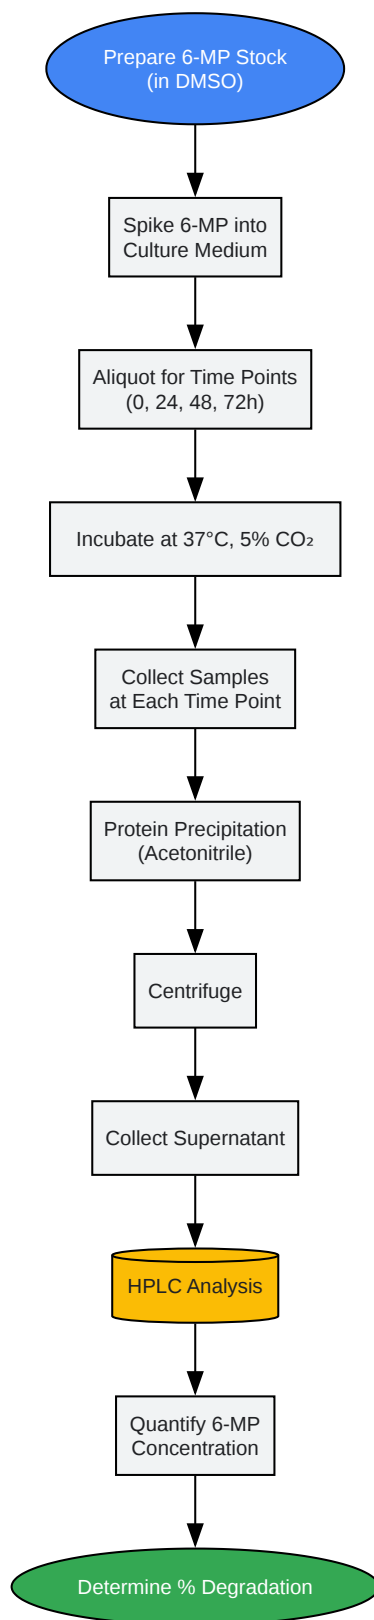 Prepare 6-MP Stock
(in DMSO)
Spike 6-MP into
Culture Medium
Aliquot for Time Points
(0, 24, 48, 72h)
Incubate at 37°C, 5% CO₂
Collect Samples
at Each Time Point
Protein Precipitation
(Acetonitrile)
Centrifuge
Collect Supernatant
HPLC Analysis
Quantify 6-MP
Concentration
Determine % Degradation